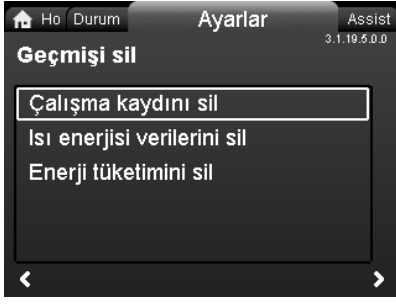 Ho Durum Ayarlar Assist
3.1.19.5.0.0
Geçmişi sil
Çalışma kaydını sil
Isı enerjisi verilerini sil
Enerji tüketimini sil